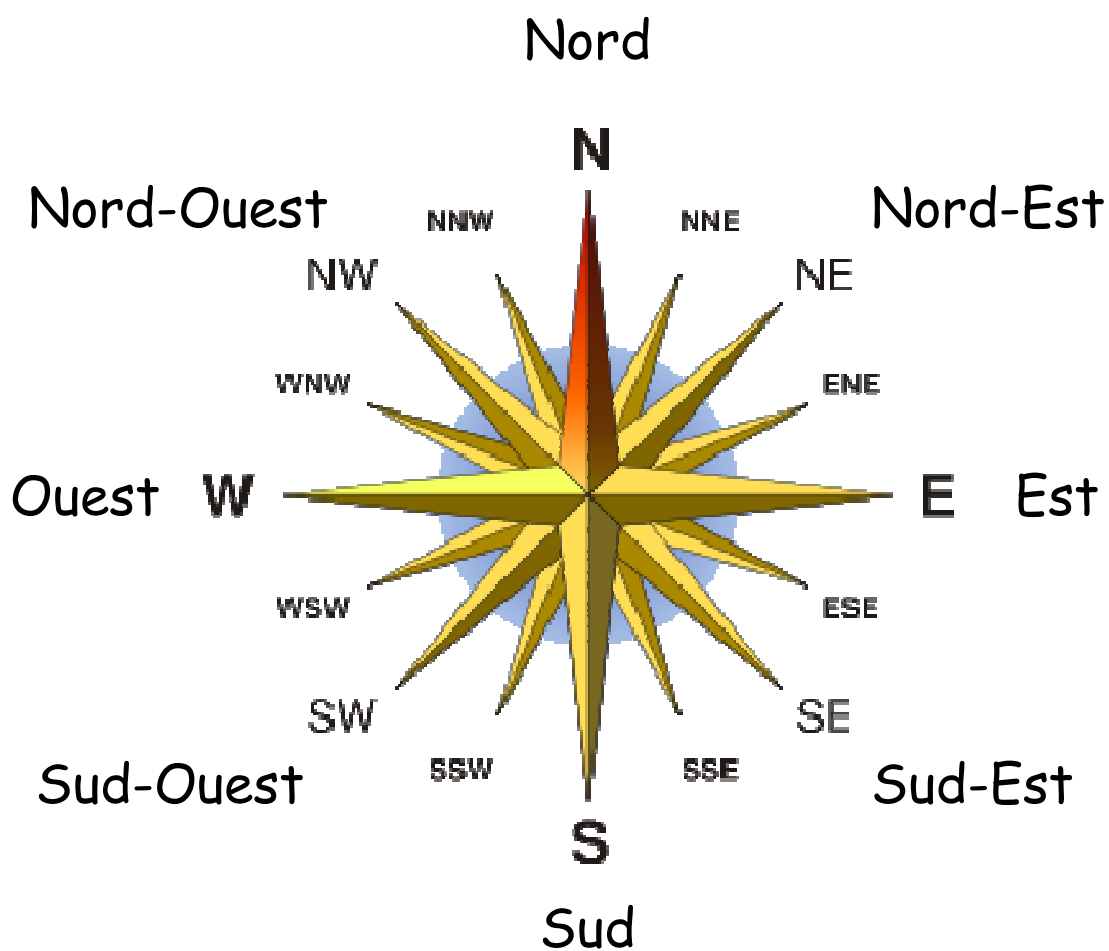 Nord
N
Nord-Ouest NNW NNE Nord-Est
NW NE
WNW ENE
Ouest W E Est
WSW ESE
SW SE
SSW SSE
Sud-Ouest Sud-Est
S
Sud